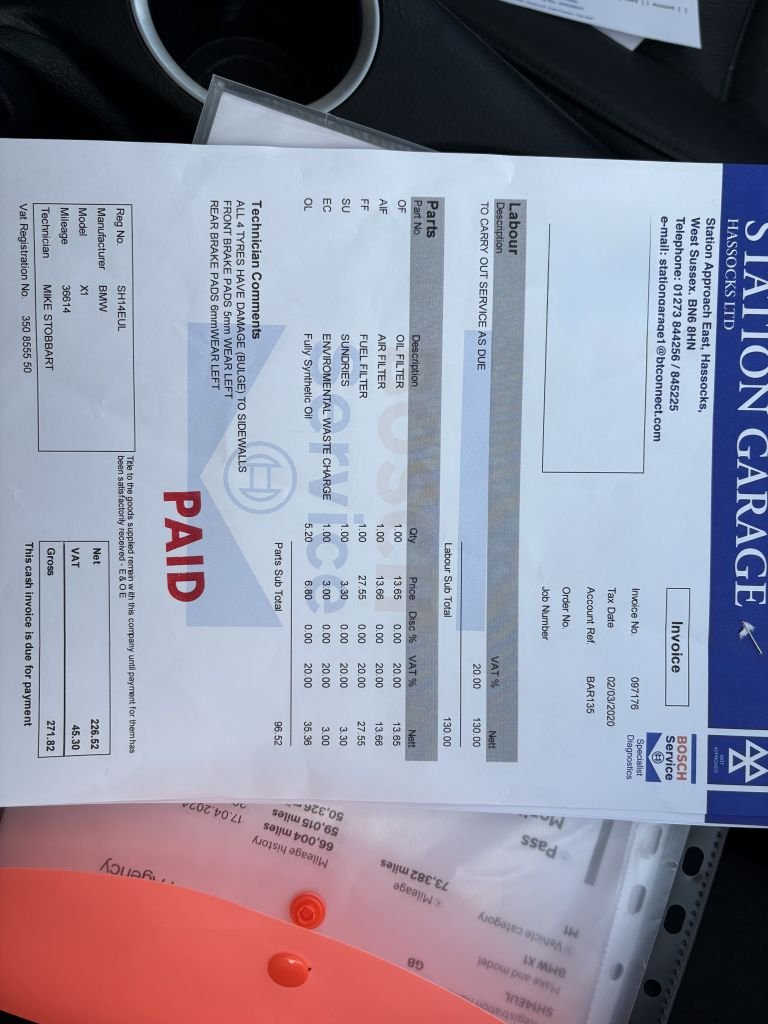 STATION GARAGE
HASSOCKS LTD
MOT
APPROVED
Station Approach East, Hassocks,
West Sussex. BN6 8HN
Telephone: 01273 844256 / 845225
e-mail: stationgarage1@btconnect.com
BOSCH
Service
Specialist
Diagnostics
Invoice
Invoice No. 097176
Tax Date 02/03/2020
Account Ref. BAR135
Order No.
Job Number
Labour
Description VAT % Nett
TO CARRY OUT SERVICE AS DUE 20.00 130.00
Labour Sub Total 130.00
Parts
Part No. Description Qty Price Disc % VAT % Nett
OF OIL FILTER 1.00 13.65 0.00 20.00 13.65
AIF AIR FILTER 1.00 13.66 0.00 20.00 13.66
FF FUEL FILTER 1.00 27.55 0.00 20.00 27.55
SU SUNDRIES 1.00 3.30 0.00 20.00 3.30
EC ENVIROMENTAL WASTE CHARGE 1.00 3.00 0.00 20.00 3.00
OL Fully Synthetic Oil 5.20 6.80 0.00 20.00 35.36
Parts Sub Total 96.52
BOSCH
Service
Technician Comments
ALL 4 TYRES HAVE DAMAGE (BULGE) TO SIDEWALLS
FRONT BRAKE PADS 5mm WEAR LEFT
REAR BRAKE PADS 6mmWEAR LEFT
PAID
Reg No. SH14EUL
Manufacturer BMW
Model X1
Mileage 36614
Technician MIKE STOBBART
Vat Registration No. 350 8555 50
Title to the goods supplied remain with this company until payment for them has
been satisfactorily received - E & O E
Net 226.52
VAT 45.30
Gross 271.82
This cash invoice is due for payment
SH14EUL
Make and model
BMW X1
GB
Vehicle category
M1
Mileage
73,382 miles
Pass
Mileage history
66,004 miles
59,015 miles
50,326 miles
17.04.2024
Agency